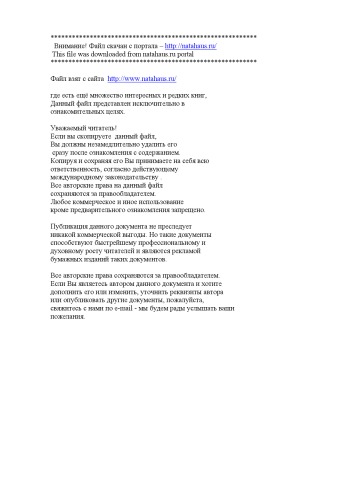 ***********************************************************
Внимание! Файл скачан с портала – http://natahaus.ru/
This file was downloaded from natahaus.ru portal
***********************************************************
Файл взят с сайта http://www.natahaus.ru/
где есть ещё множество интересных и редких книг,
Данный файл представлен исключительно в
ознакомительных целях.
Уважаемый читатель!
Если вы скопируете данный файл,
Вы должны незамедлительно удалить его
сразу после ознакомления с содержанием.
Копируя и сохраняя его Вы принимаете на себя всю
ответственность, согласно действующему
международному законодательству .
Все авторские права на данный файл
сохраняются за правообладателем.
Любое коммерческое и иное использование
кроме предварительного ознакомления запрещено.
Публикация данного документа не преследует
никакой коммерческой выгоды. Но такие документы
способствуют быстрейшему профессиональному и
духовному росту читателей и являются рекламой
бумажных изданий таких документов.
Все авторские права сохраняются за правообладателем.
Если Вы являетесь автором данного документа и хотите
дополнить его или изменить, уточнить реквизиты автора
или опубликовать другие документы, пожалуйста,
свяжитесь с нами по e-mail - мы будем рады услышать ваши
пожелания.